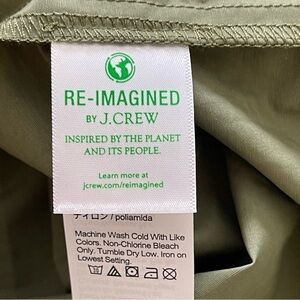 RE-IMAGINED
BY J.CREW
INSPIRED BY THE PLANET
AND ITS PEOPLE.
Learn more at
jcrew.com/reimagined
ナイロン / poliamida
Machine Wash Cold With Like
Colors. Non-Chlorine Bleach
Only. Tumble Dry Low. Iron on
Lowest Setting.